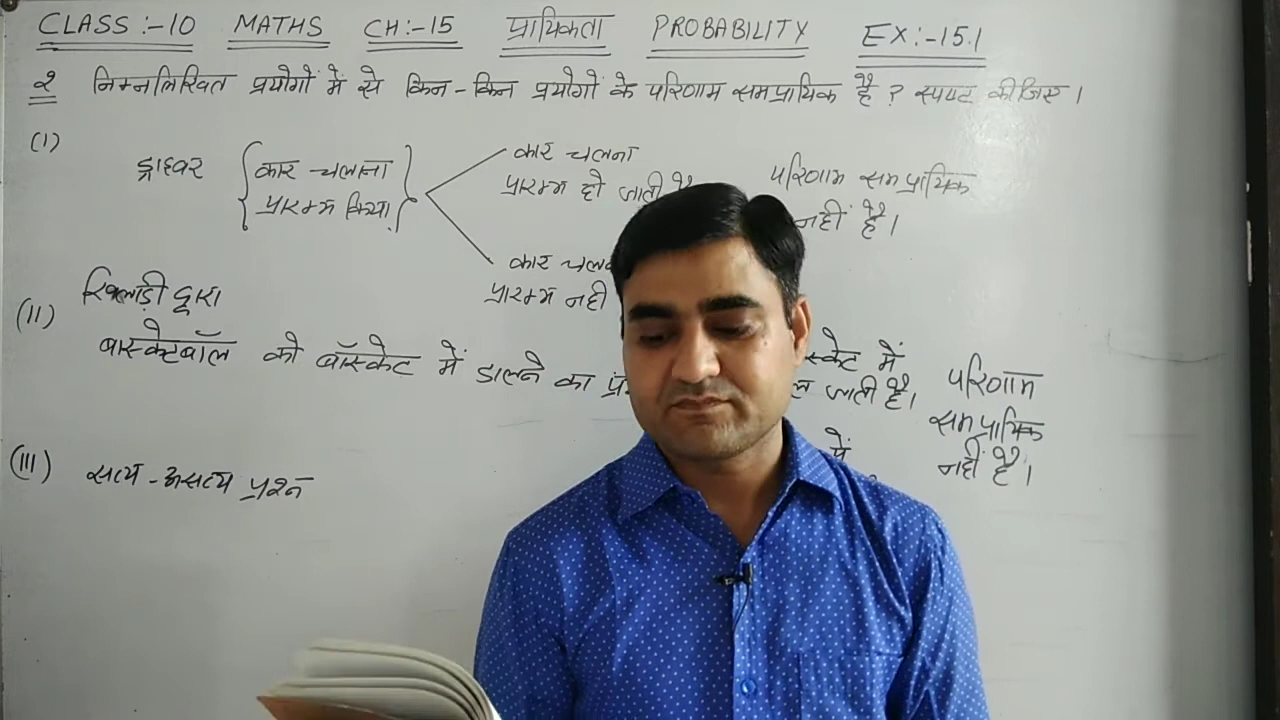 CLASS :- 10 MATHS CH:- 15 प्रायिकता PROBABILITY EX:- 15.1
2 निम्नलिखित प्रयोगों में से किन-किन प्रयोगों के परिणाम समप्रायिक है ? स्पष्ट कीजिए ।
(I)
ड्राइवर { कार चलाना
प्रारम्भ किया }
कार चलना
प्रारम्भ हो जाती है
कार
प्रारम्भ नहीं
परिणाम समप्रायिक
नहीं है ।
(II) खिलाड़ी द्वारा
बास्केटबॉल को बॉस्केट में डालने का
में
जाती है ।
में
परिणाम
समप्रायिक
नहीं है ।
(III) सत्य - असत्य प्रश्न